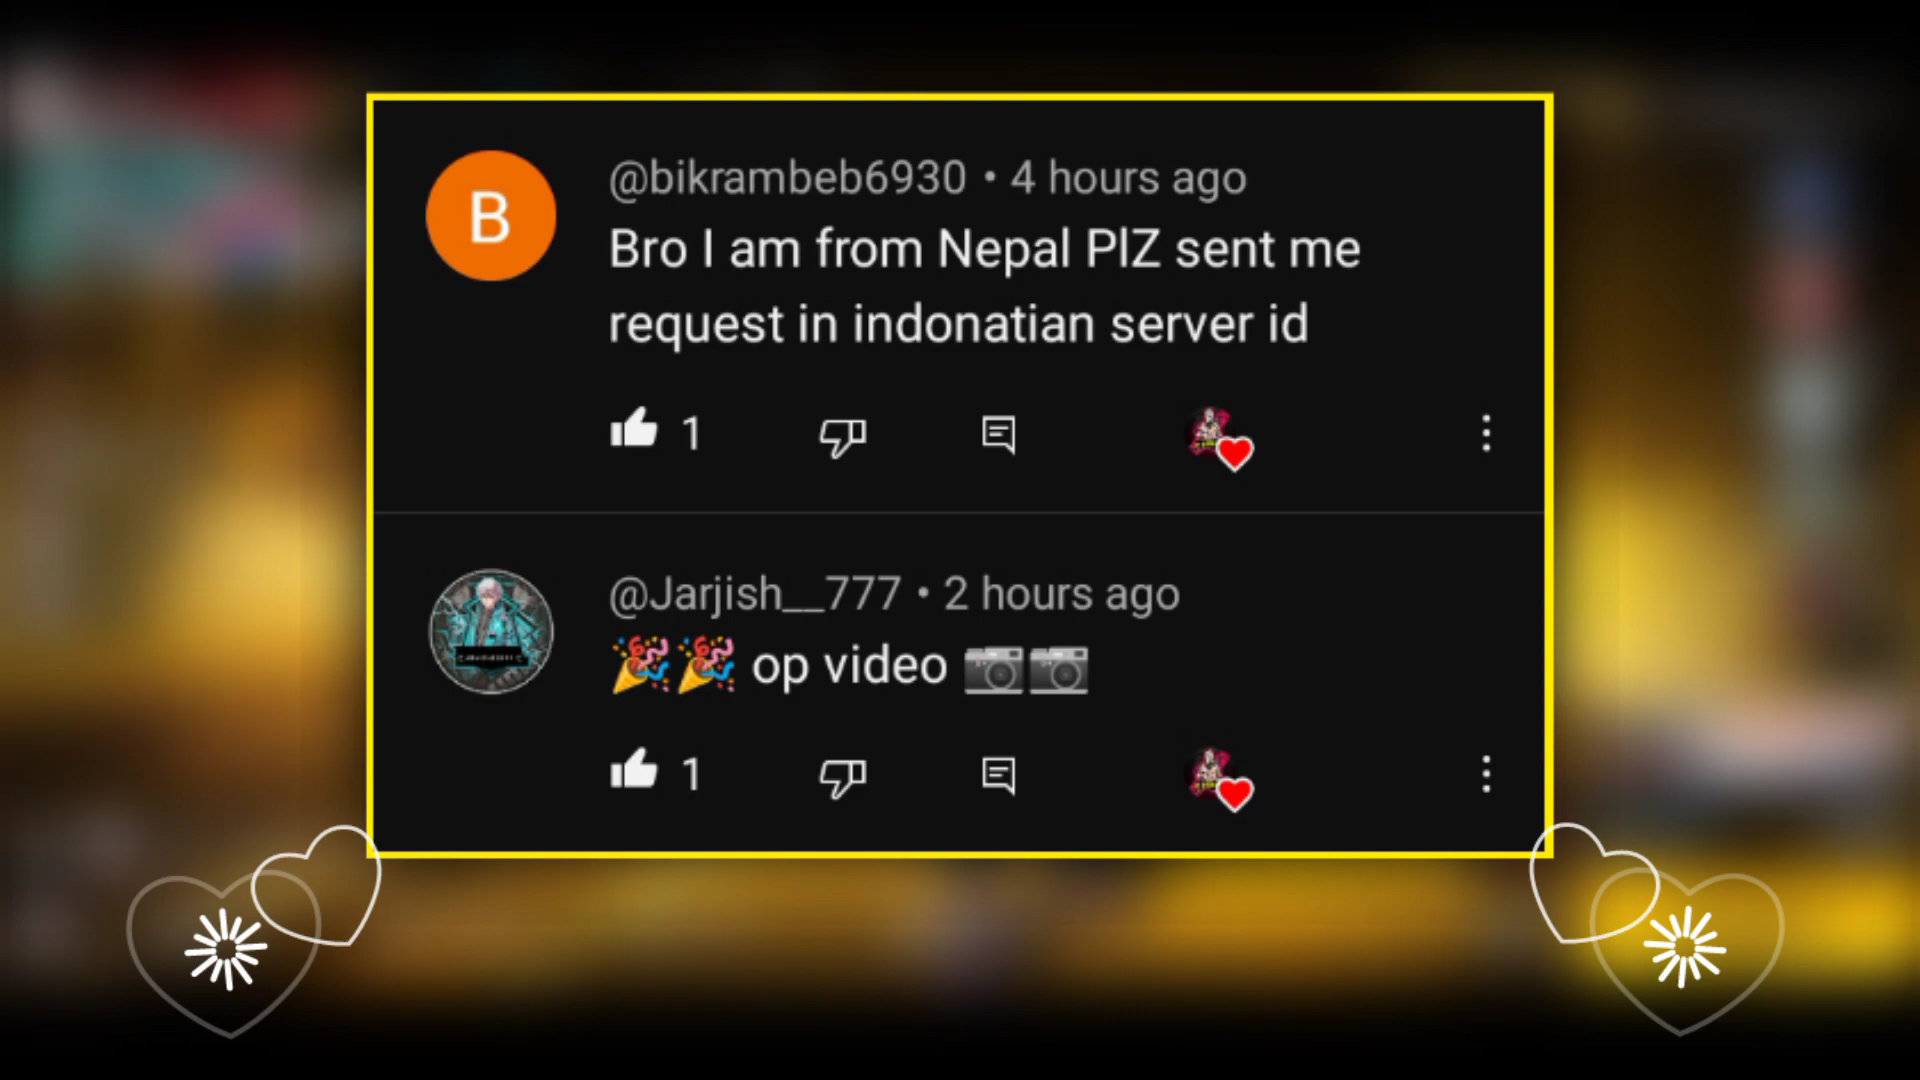 B
@bikrambeb6930 • 4 hours ago
Bro I am from Nepal PlZ sent me
request in indonatian server id
1
@Jarjish__777 • 2 hours ago
🎉🎉 op video 📷📷
1